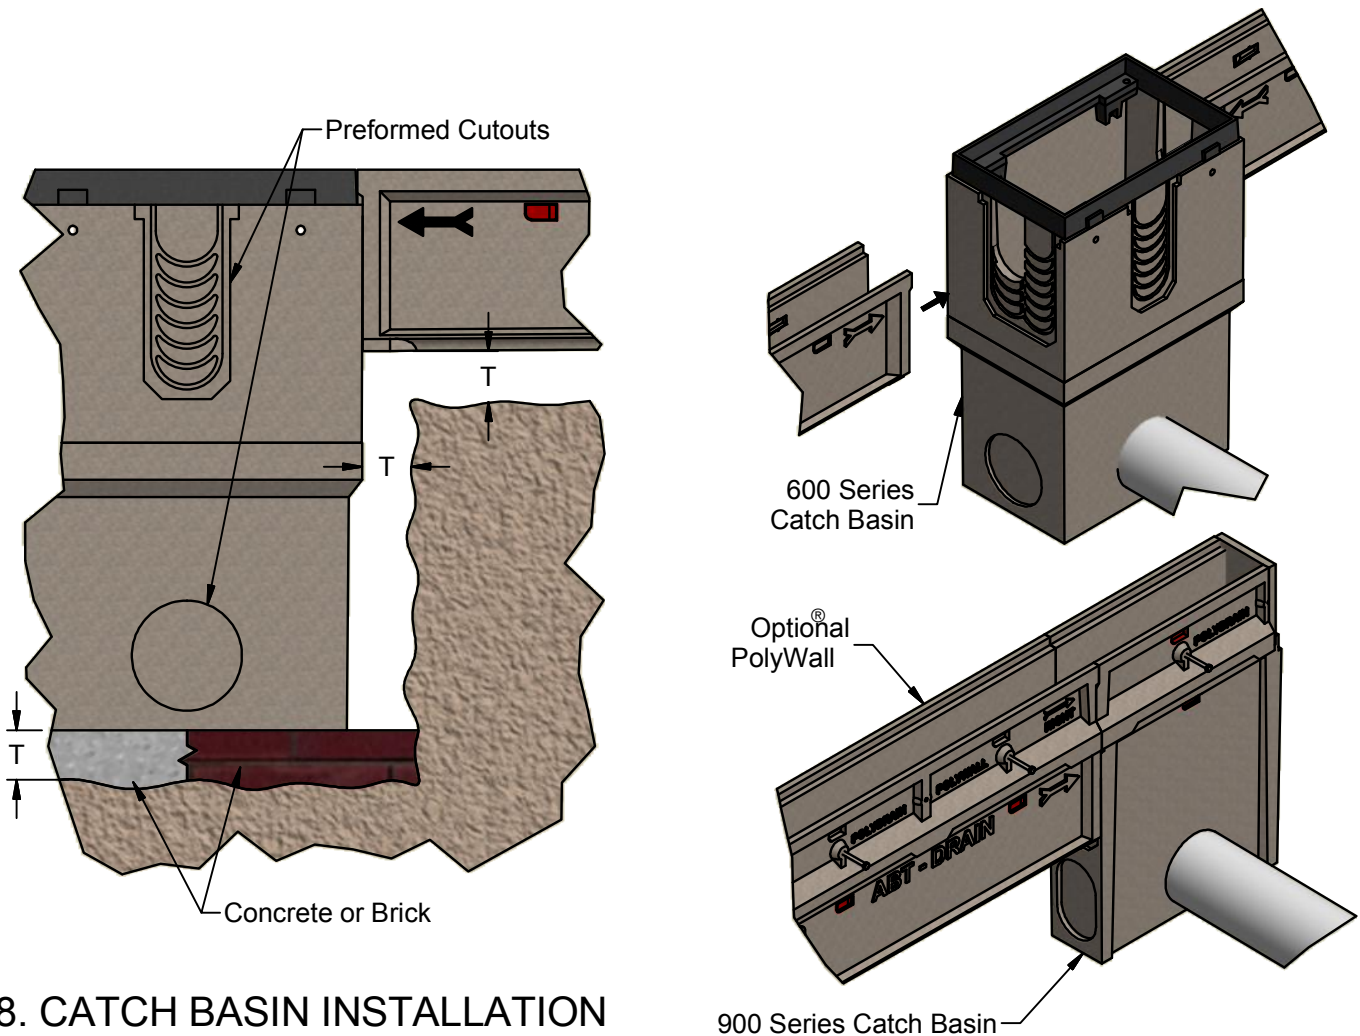 Preformed Cutouts
T
T
T
Concrete or Brick
8. CATCH BASIN INSTALLATION
600 Series
Catch Basin
®
Optional
PolyWall
POLYDRAIN
RIGHT
POLYWALL
POLYDRAIN
ABT - DRAIN
900 Series Catch Basin